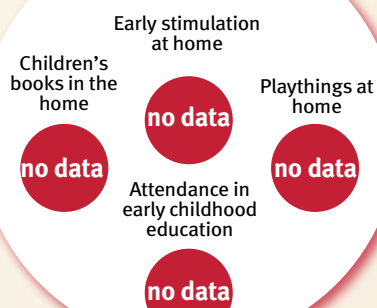 Early stimulation
at home
Children's
books in the
home
no data
Playthings at
home
no data
no data
Attendance in
early childhood
education
no data